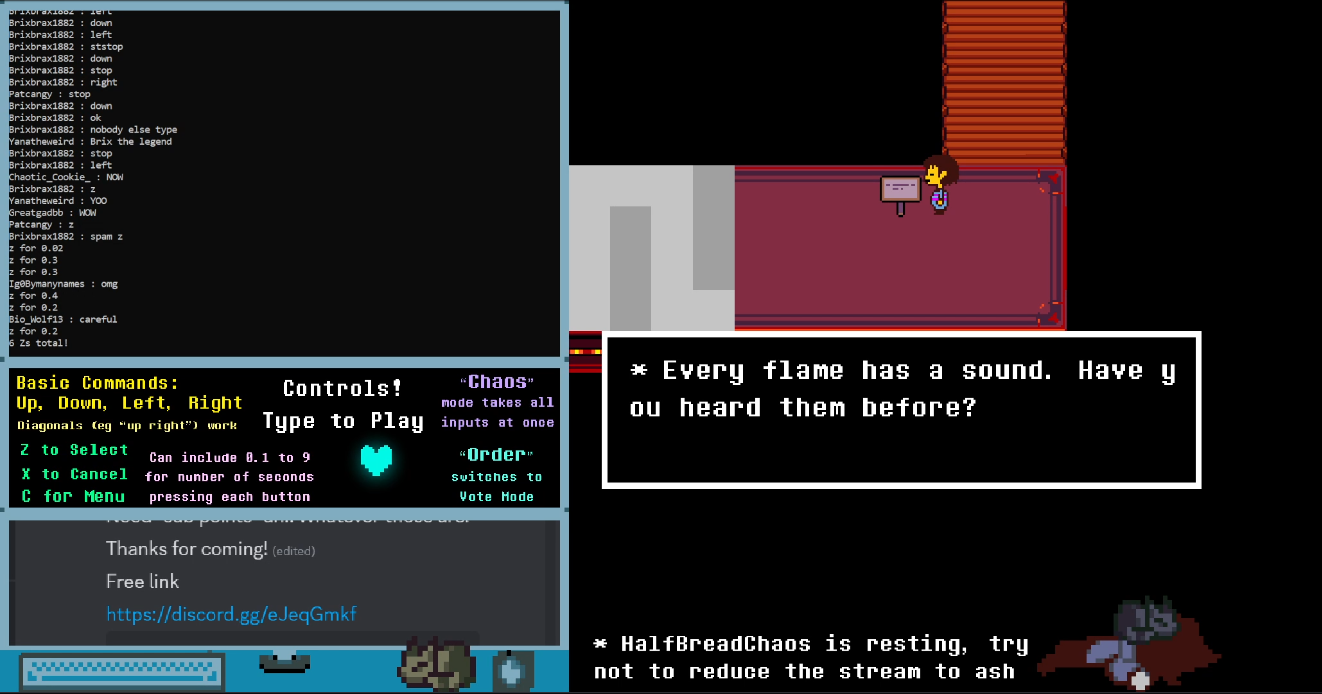 Brixbrax1882 : left
Brixbrax1882 : down
Brixbrax1882 : left
Brixbrax1882 : ststop
Brixbrax1882 : down
Brixbrax1882 : stop
Brixbrax1882 : right
Patcangy : stop
Brixbrax1882 : down
Brixbrax1882 : ok
Brixbrax1882 : nobody else type
Yanatheweird : Brix the legend
Brixbrax1882 : stop
Brixbrax1882 : left
Chaotic_Cookie_ : NOW
Brixbrax1882 : z
Yanatheweird : YOO
Greatgadbb : WOW
Patcangy : z
Brixbrax1882 : spam z
z for 0.02
z for 0.3
z for 0.3
Ig0Bymanynames : omg
z for 0.4
z for 0.2
Bio_Wolf13 : careful
z for 0.2
6 Zs total!
Basic Commands:
Up, Down, Left, Right
Diagonals (eg "up right") work
Z to Select
X to Cancel
C for Menu
Controls!
Type to Play
Can include 0.1 to 9
for number of seconds
pressing each button
"Chaos"
mode takes all
inputs at once
"Order"
switches to
Vote Mode
Thanks for coming! (edited)
Free link
https://discord.gg/eJeqGmkf
* Every flame has a sound. Have y
ou heard them before?
* HalfBreadChaos is resting, try
not to reduce the stream to ash